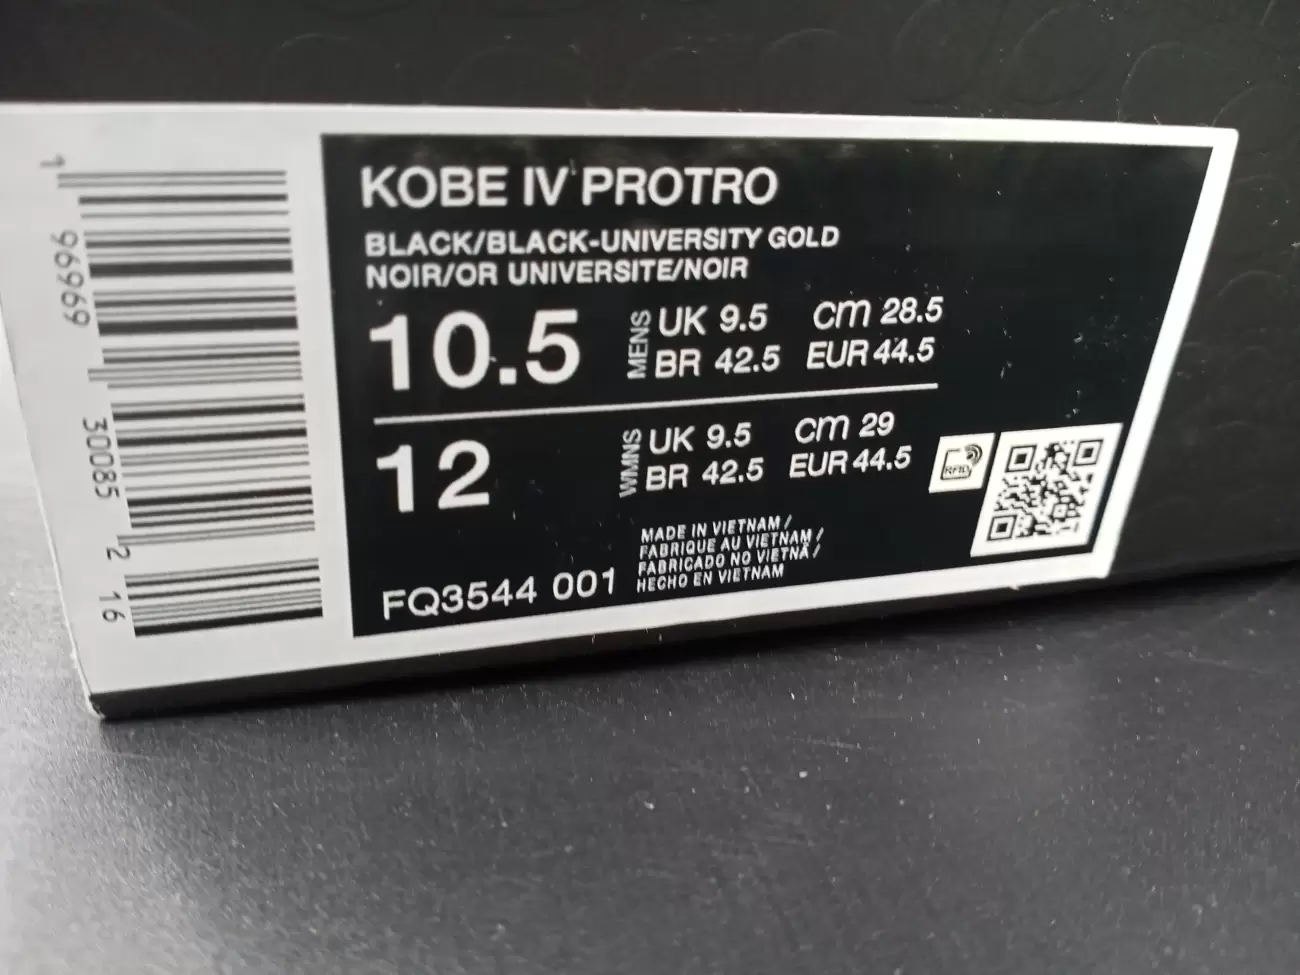 KOBE IV PROTRO
BLACK/BLACK-UNIVERSITY GOLD
NOIR/OR UNIVERSITE/NOIR
10.5 MENS UK 9.5 CM 28.5
BR 42.5 EUR 44.5
12 WMNS UK 9.5 CM 29
BR 42.5 EUR 44.5
RFID
MADE IN VIETNAM /
FABRIQUE AU VIETNAM /
FABRICADO NO VIETNÃ /
HECHO EN VIETNAM
FQ3544 001
1 96969 30085 2 16